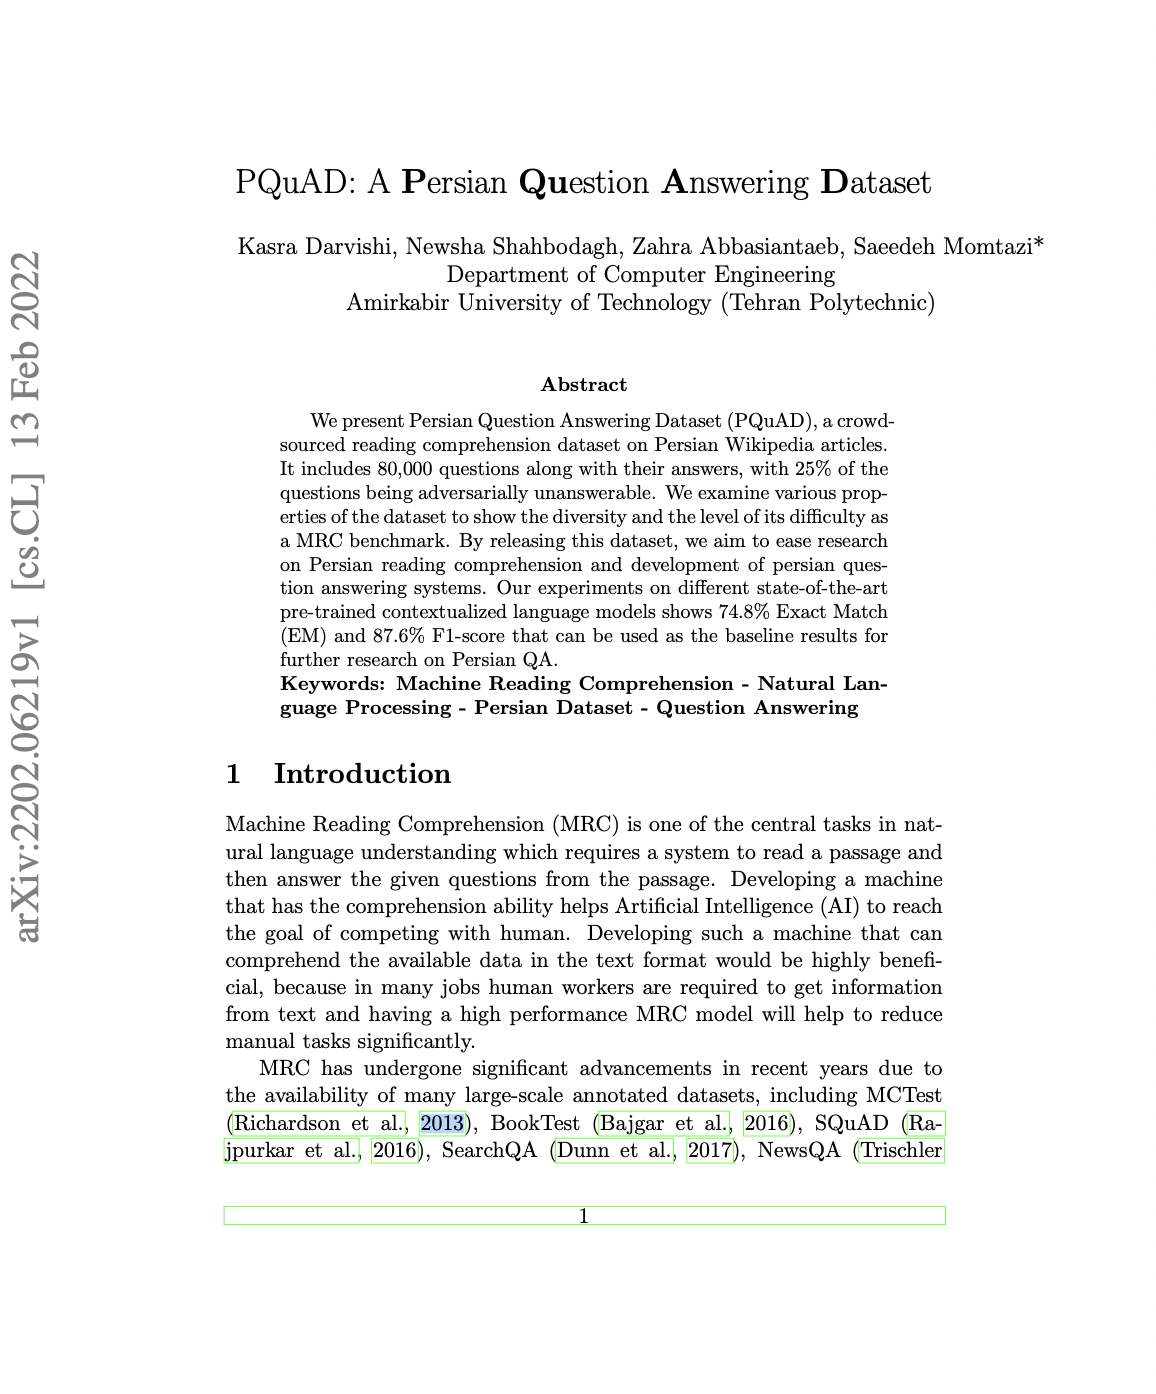 PQuAD: A Persian Question Answering Dataset
Kasra Darvishi, Newsha Shahbodagh, Zahra Abbasiantaeb, Saeedeh Momtazi*
Department of Computer Engineering
Amirkabir University of Technology (Tehran Polytechnic)
Abstract
We present Persian Question Answering Dataset (PQuAD), a crowd-
sourced reading comprehension dataset on Persian Wikipedia articles.
It includes 80,000 questions along with their answers, with 25% of the
questions being adversarially unanswerable. We examine various prop-
erties of the dataset to show the diversity and the level of its difficulty as
a MRC benchmark. By releasing this dataset, we aim to ease research
on Persian reading comprehension and development of persian ques-
tion answering systems. Our experiments on different state-of-the-art
pre-trained contextualized language models shows 74.8% Exact Match
(EM) and 87.6% F1-score that can be used as the baseline results for
further research on Persian QA.
Keywords: Machine Reading Comprehension - Natural Lan-
guage Processing - Persian Dataset - Question Answering
1 Introduction
Machine Reading Comprehension (MRC) is one of the central tasks in nat-
ural language understanding which requires a system to read a passage and
then answer the given questions from the passage. Developing a machine
that has the comprehension ability helps Artificial Intelligence (AI) to reach
the goal of competing with human. Developing such a machine that can
comprehend the available data in the text format would be highly benefi-
cial, because in many jobs human workers are required to get information
from text and having a high performance MRC model will help to reduce
manual tasks significantly.
MRC has undergone significant advancements in recent years due to
the availability of many large-scale annotated datasets, including MCTest
(Richardson et al., 2013), BookTest (Bajgar et al., 2016), SQuAD (Ra-
jpurkar et al., 2016), SearchQA (Dunn et al., 2017), NewsQA (Trischler
1
arXiv:2202.06219v1 [cs.CL] 13 Feb 2022